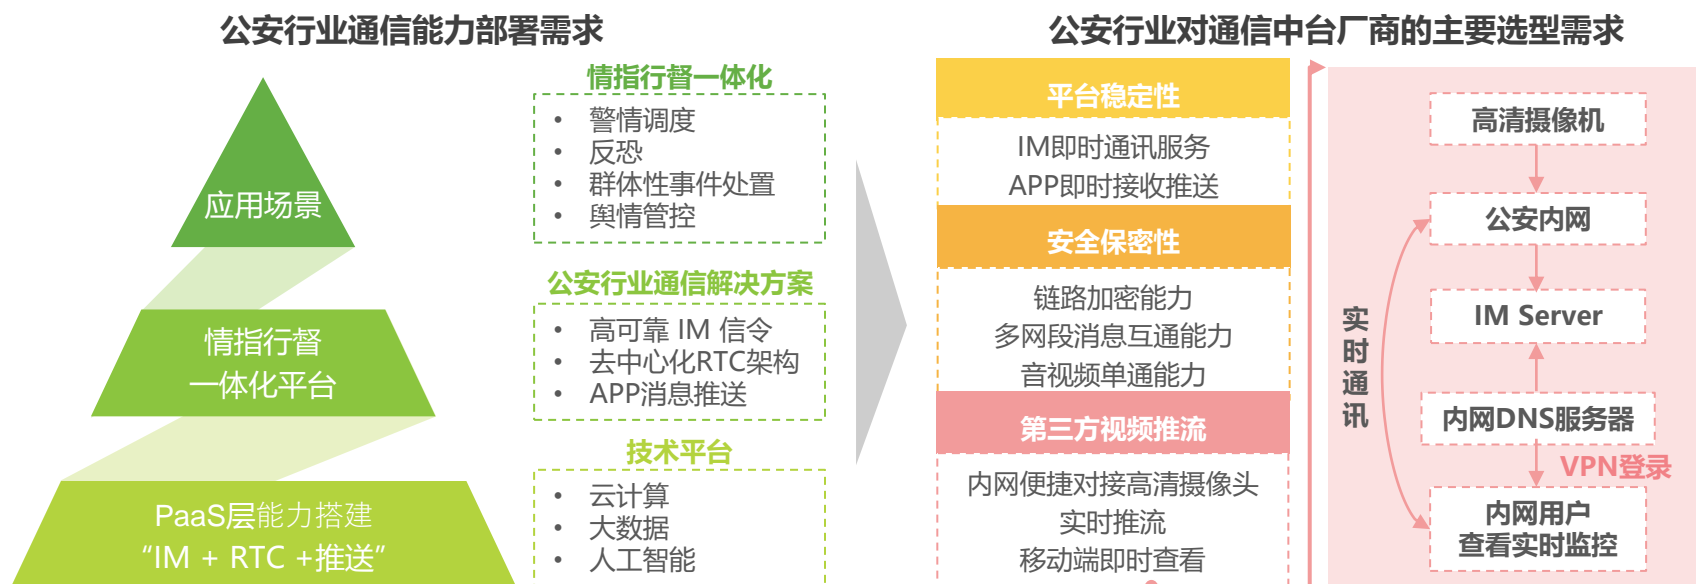 公安行业通信能力部署需求
应用场景
情指行督
一体化平台
PaaS层能力搭建
“IM + RTC +推送”
情指行督一体化
• 警情调度
• 反恐
• 群体性事件处置
• 舆情管控
公安行业通信解决方案
• 高可靠 IM 信令
• 去中心化RTC架构
• APP消息推送
技术平台
• 云计算
• 大数据
• 人工智能
公安行业对通信中台厂商的主要选型需求
平台稳定性
IM即时通讯服务
APP即时接收推送
安全保密性
链路加密能力
多网段消息互通能力
音视频单通能力
第三方视频推流
内网便捷对接高清摄像头
实时推流
移动端即时查看
实时通讯
高清摄像机
公安内网
IM Server
内网DNS服务器
VPN登录
内网用户
查看实时监控